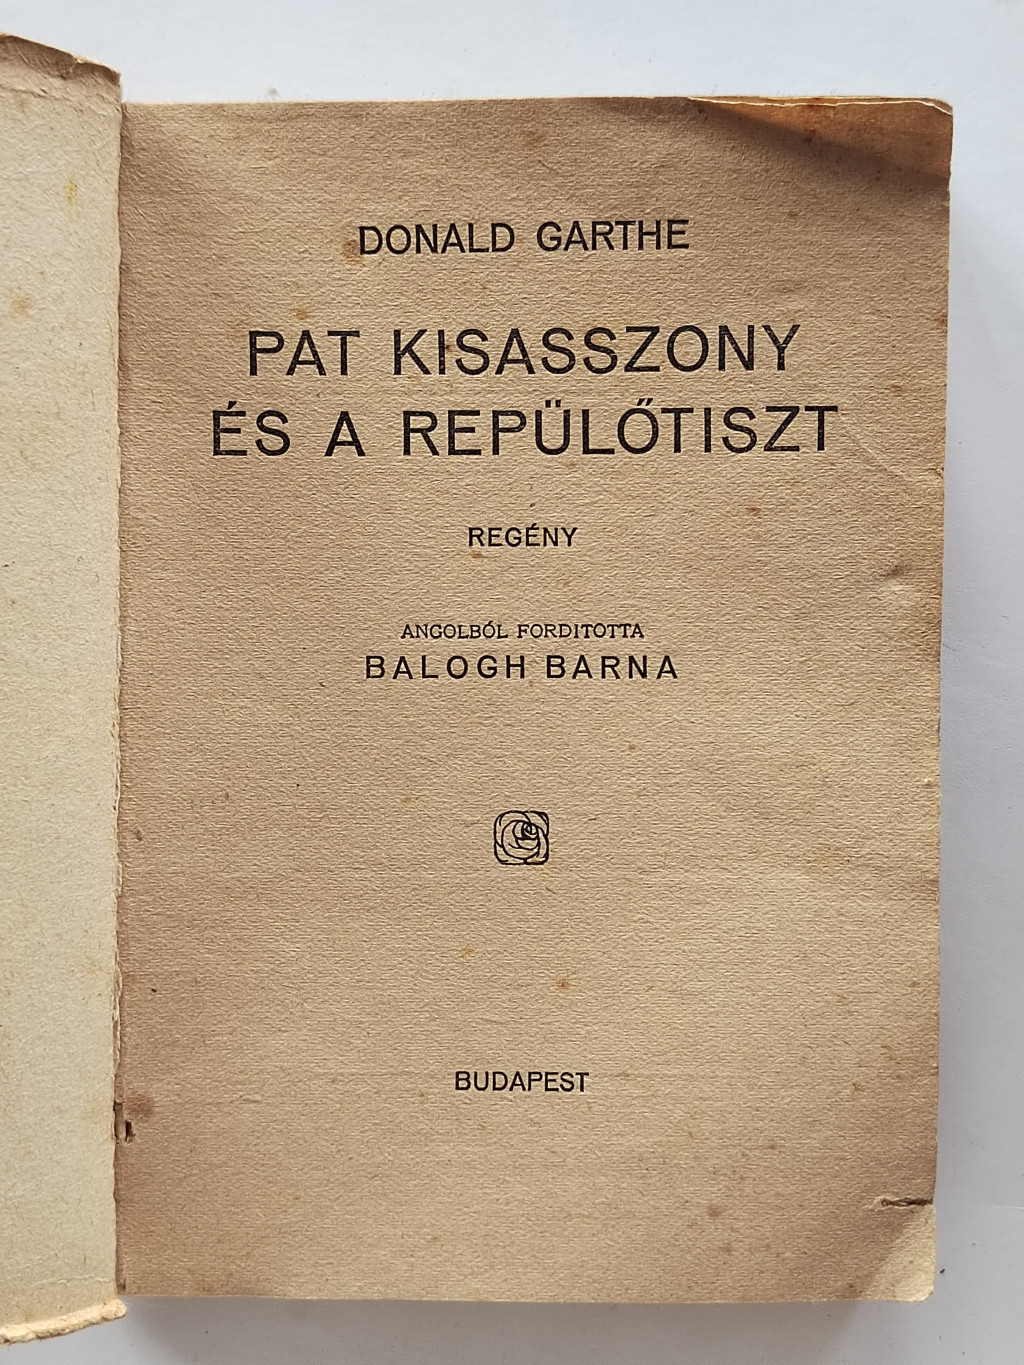 DONALD GARTHE
PAT KISASSZONY
ÉS A REPÜLŐTISZT
REGÉNY
ANGOLBÓL FORDITOTTA
BALOGH BARNA
BUDAPEST